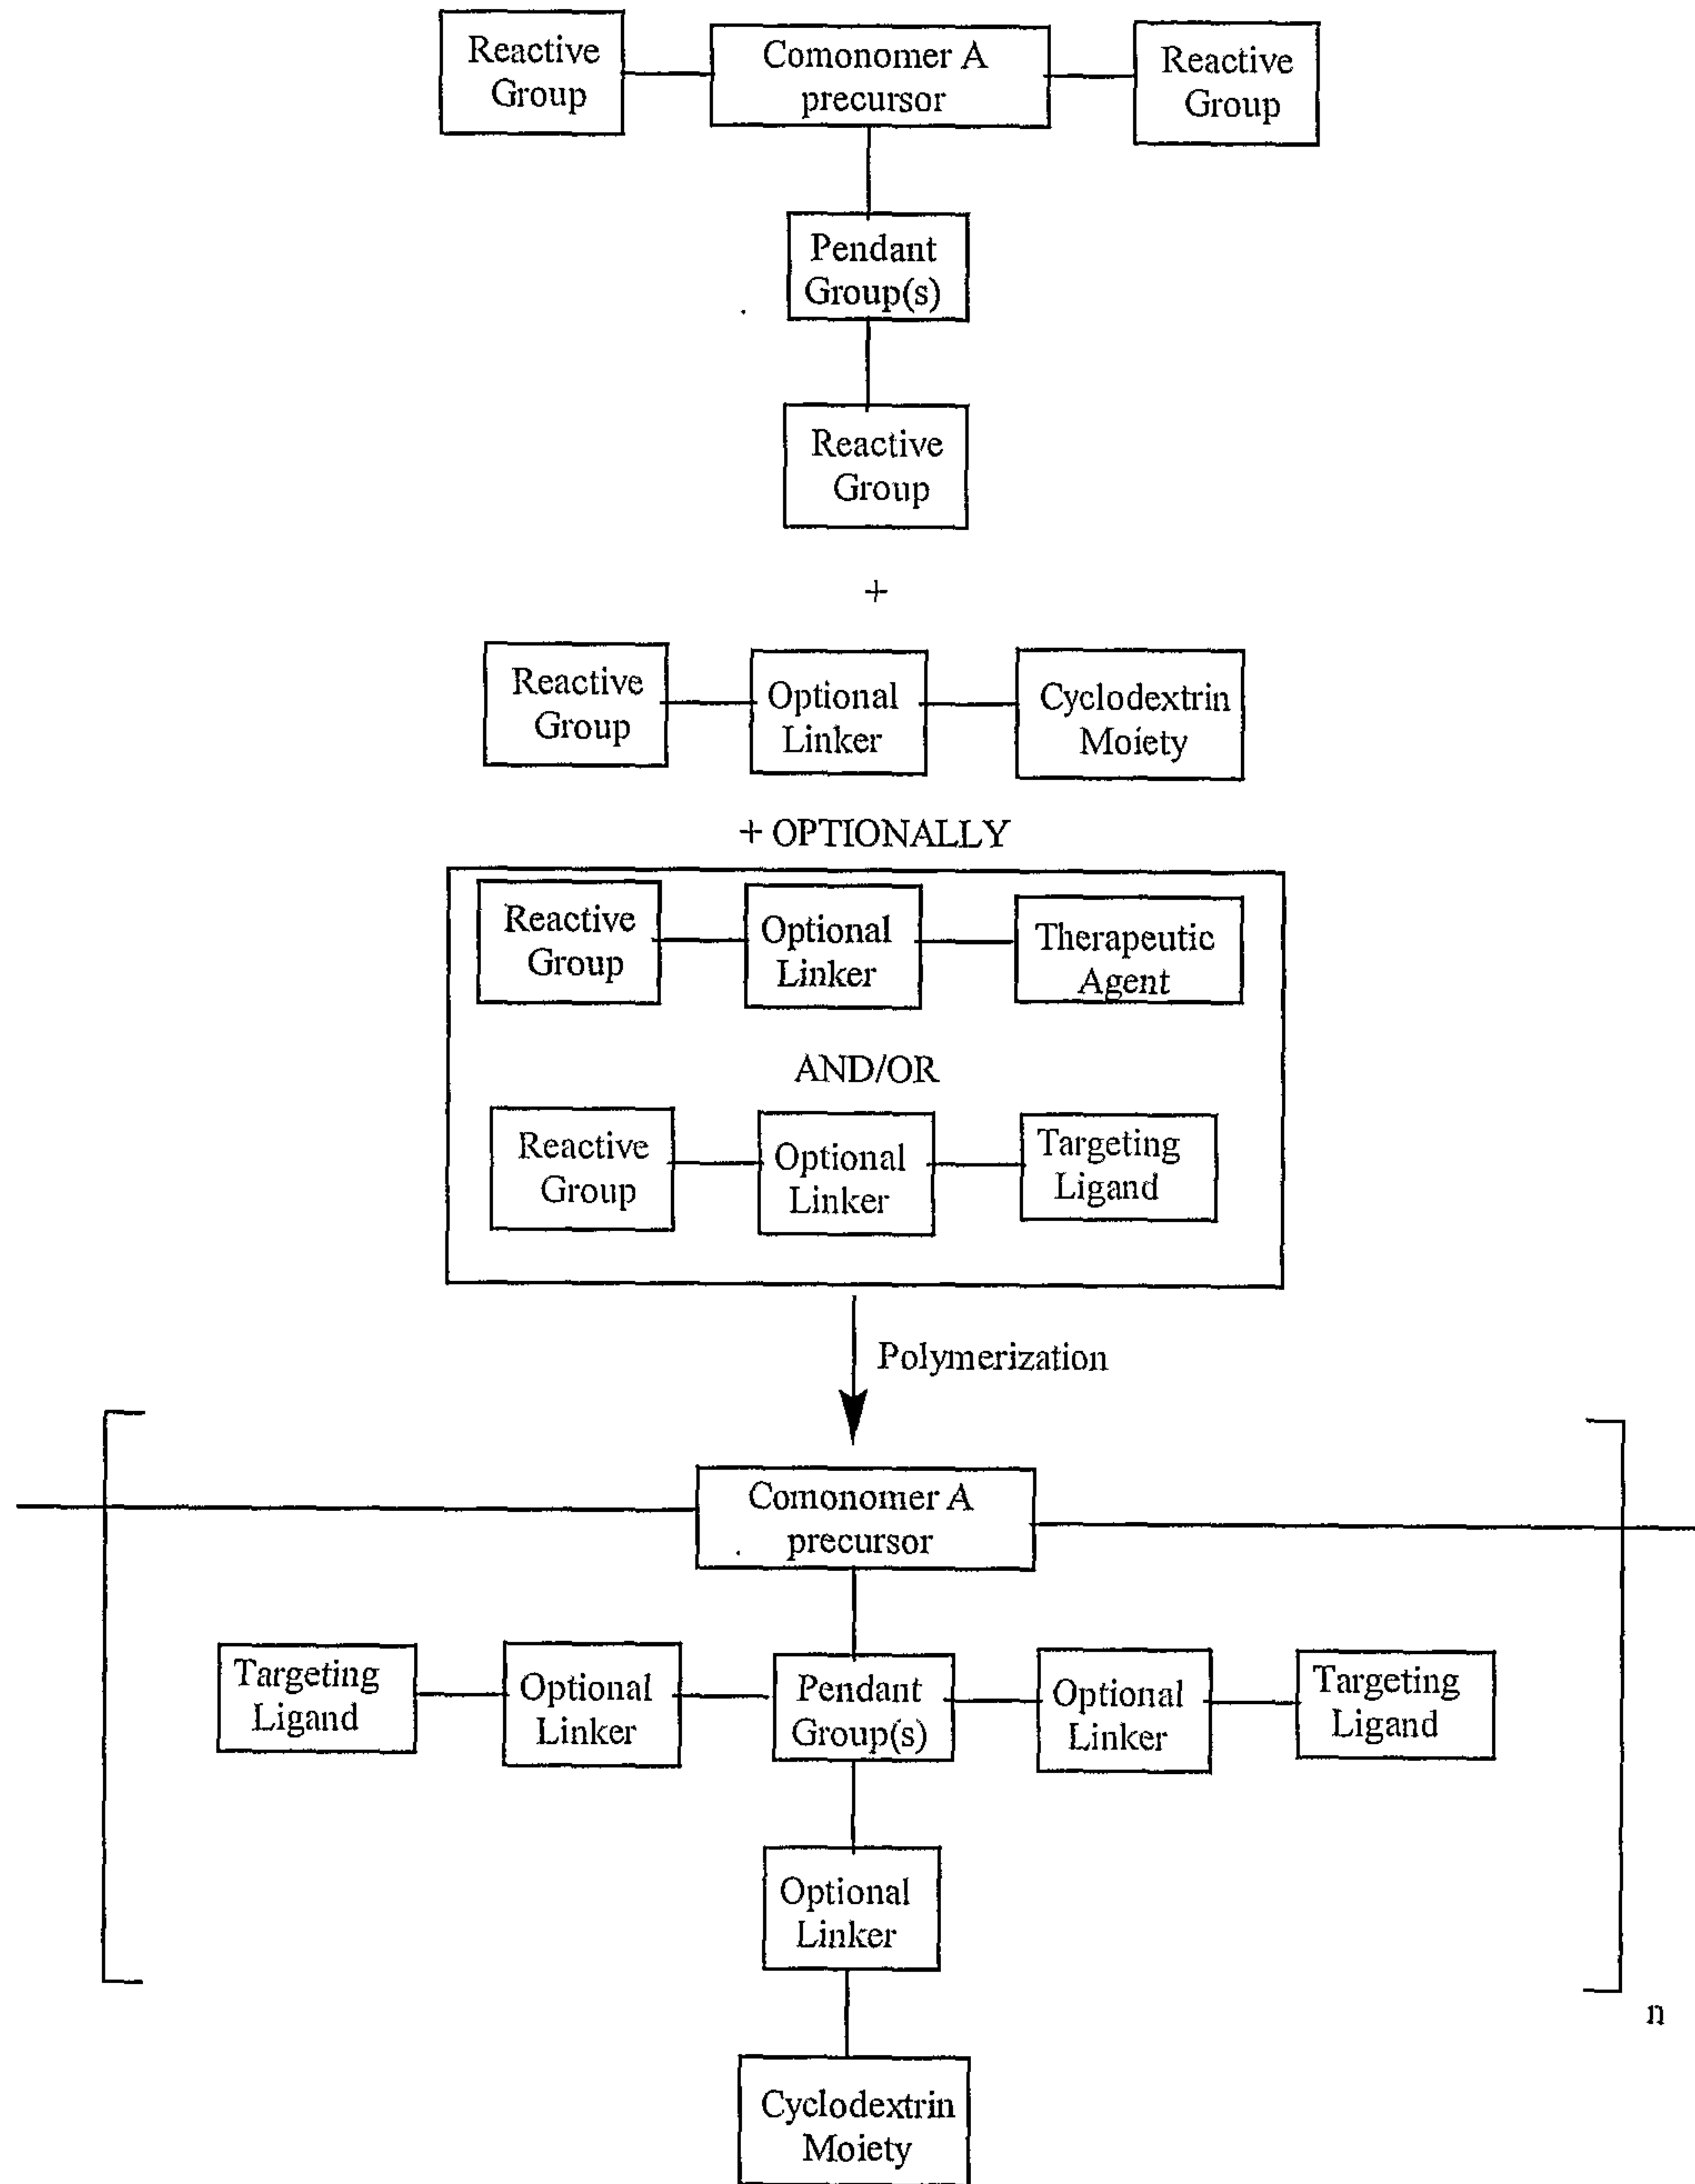 Reactive
Group
Comonomer A
precursor
Reactive
Group
Pendant
Group(s)
Reactive
Group
+
Reactive
Group
Optional
Linker
Cyclodextrin
Moiety
+ OPTIONALLY
Reactive
Group
Optional
Linker
Therapeutic
Agent
AND/OR
Reactive
Group
Optional
Linker
Targeting
Ligand
Polymerization
Comonomer A
precursor
Targeting
Ligand
Optional
Linker
Pendant
Group(s)
Optional
Linker
Targeting
Ligand
Optional
Linker
n
Cyclodextrin
Moiety